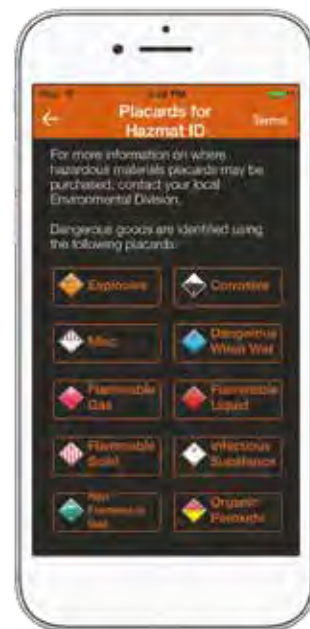 Placards for
Hazmat ID
Terms
For more information on where
hazardous materials placards may be
purchased, contact your local
Environmental Division.
Dangerous goods are identified using
the following placards:
Explosive
Corrosive
Misc
Dangerous
When Wet
Flammable
Gas
Flammable
Liquid
Flammable
Solid
Infectious
Substance
Non
Flammable
Gas
Organic
Peroxide